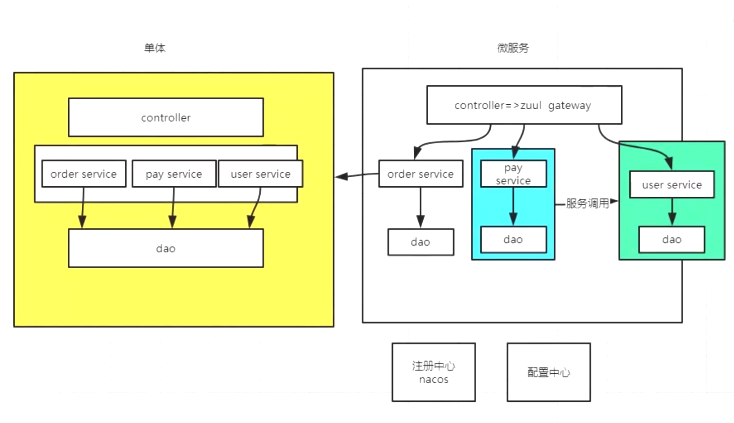 单体
微服务
controller
order service
pay service
user service
dao
controller=>zuul gateway
order service
pay
service
user service
服务调用
dao
dao
dao
注册中心
nacos
配置中心